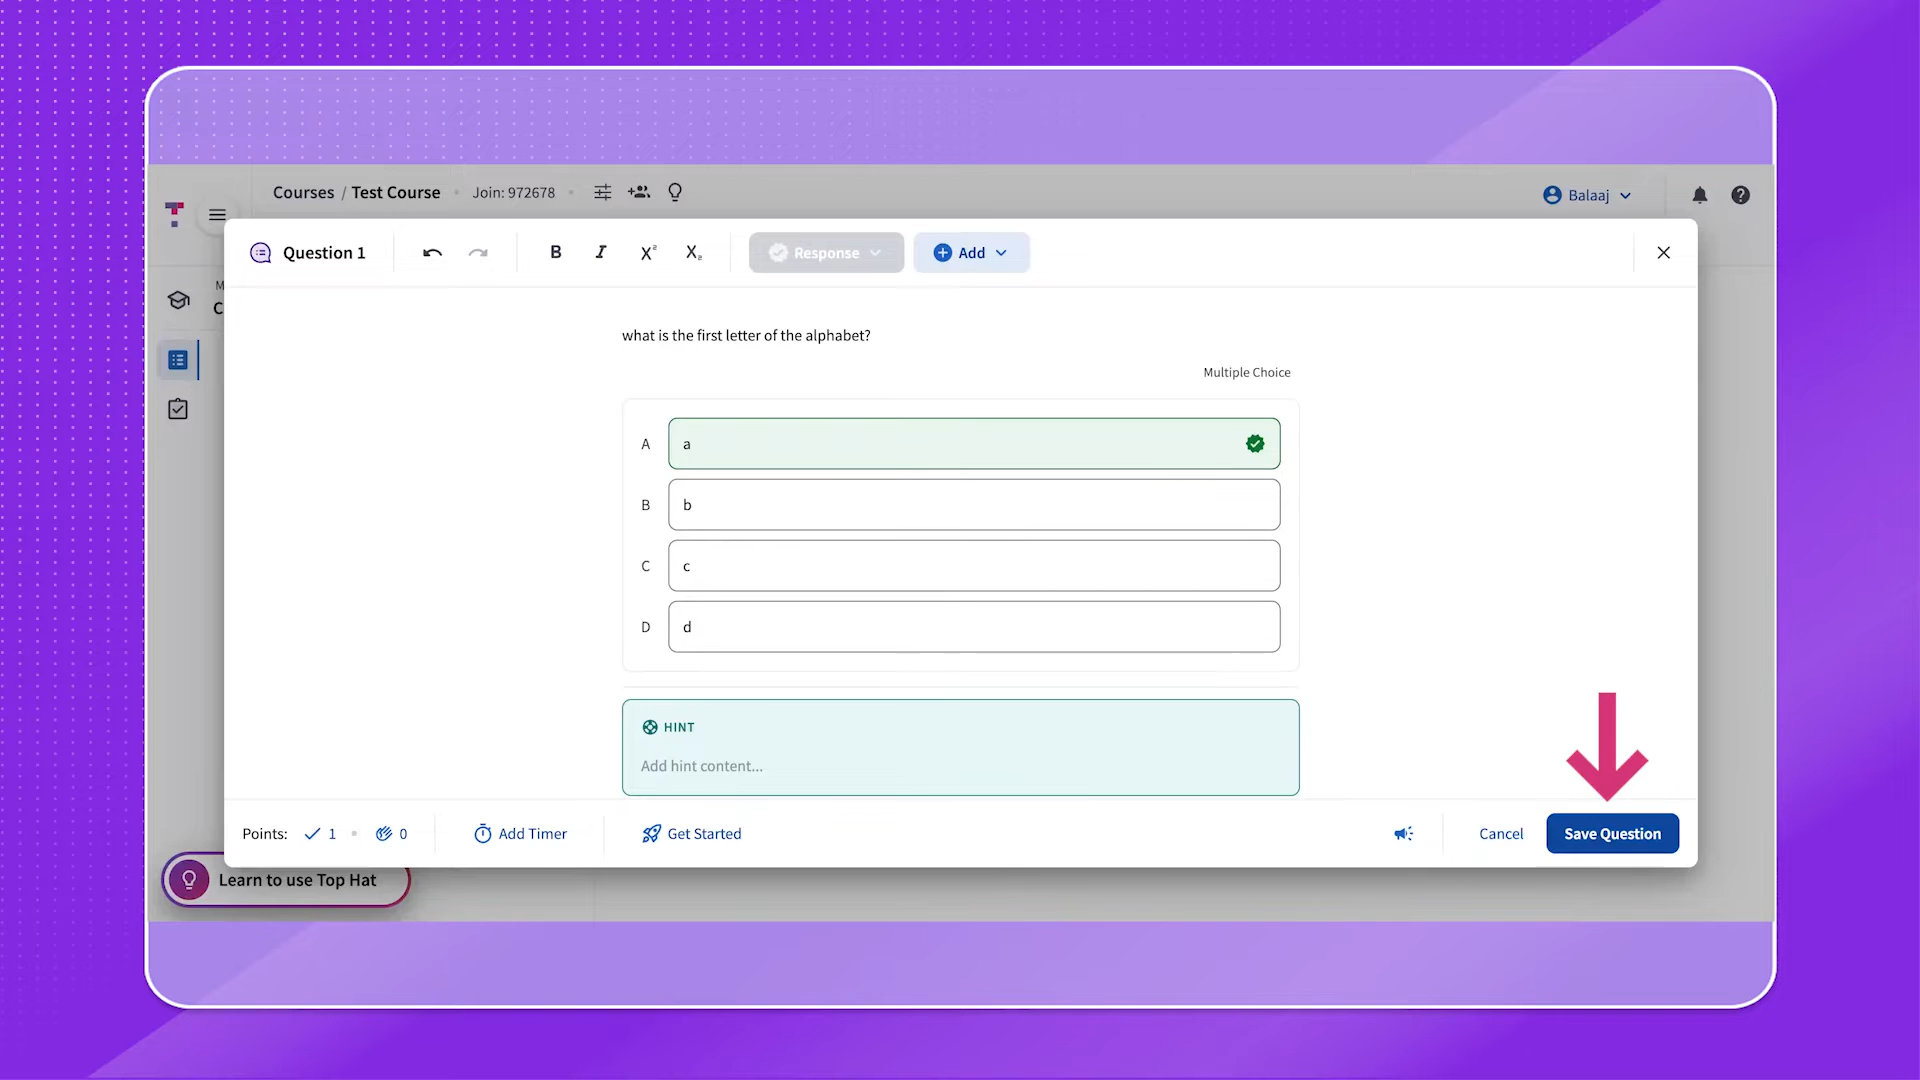 Courses / Test Course • Join: 972678 •
Balaaj
M
C
Question 1
B I X² X₂
Response
Add
what is the first letter of the alphabet?
Multiple Choice
A a
B b
C c
D d
HINT
Add hint content...
Points: 1 • 0
Add Timer
Get Started
Cancel
Save Question
Learn to use Top Hat